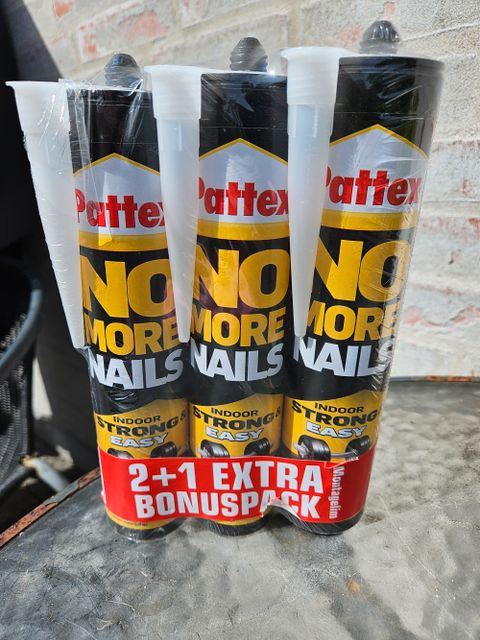 Pattex
NO
MORE
NAILS
INDOOR
STRONG &
EASY
Pattex
NO
MORE
NAILS
INDOOR
STRONG &
EASY
Pattex
NO
MORE
NAILS
INDOOR
STRONG &
EASY
2+1 EXTRA
BONUSPACK
Montagelim